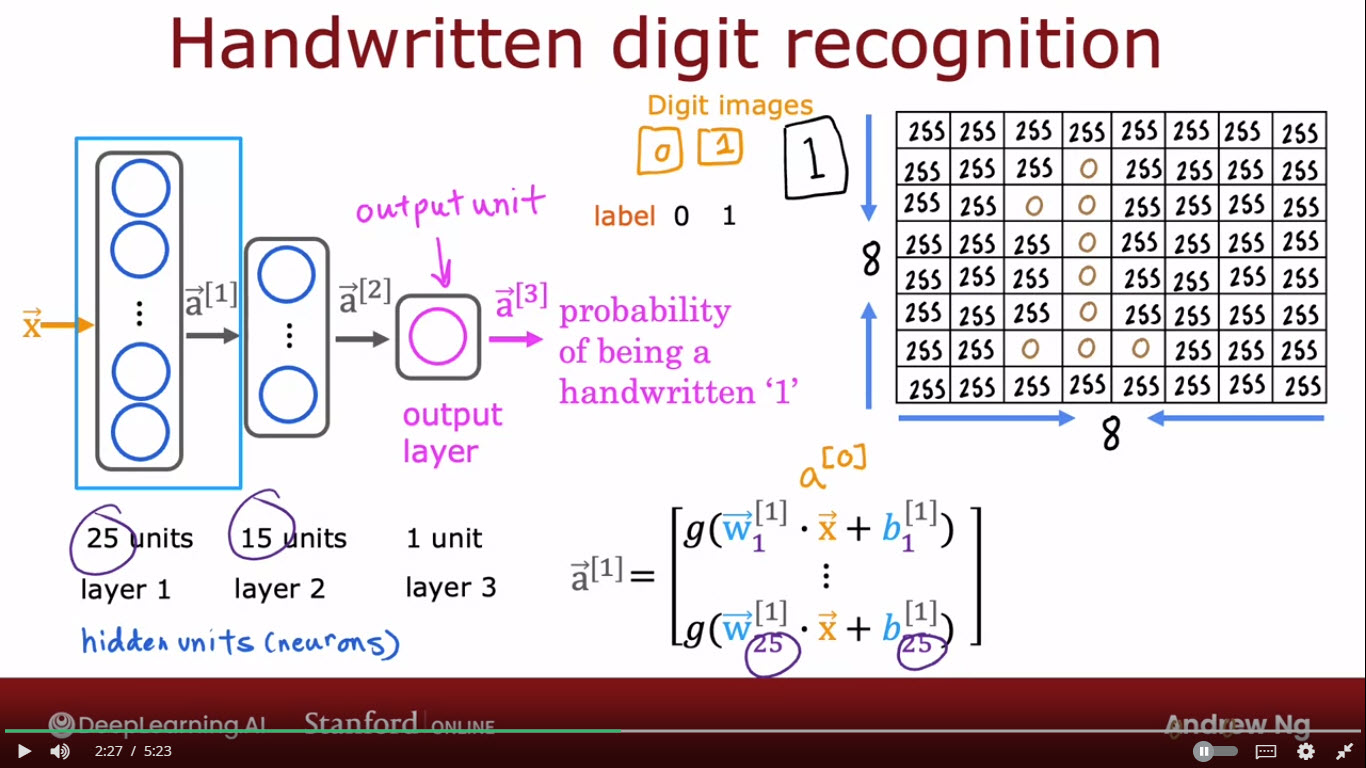 Handwritten digit recognition
Digit images
0 1
1
label 0 1
output unit
x⃗
a⃗[1]
a⃗[2]
a⃗[3]
probability
of being a
handwritten ‘1’
output
layer
25 units 15 units 1 unit
layer 1 layer 2 layer 3
hidden units (neurons)
255 255 255 255 255 255 255 255
255 255 255 0 255 255 255 255
255 255 0 0 255 255 255 255
255 255 255 0 255 255 255 255
255 255 255 0 255 255 255 255
255 255 255 0 255 255 255 255
255 255 0 0 0 255 255 255
255 255 255 255 255 255 255 255
8
8
a[0]
g(w⃗1[1] · x⃗ + b1[1])
a⃗[1] = ⋮
g(w⃗25[1] · x⃗ + b25[1])
DeepLearning.AI Stanford | ONLINE Andrew Ng
2:27 / 5:23